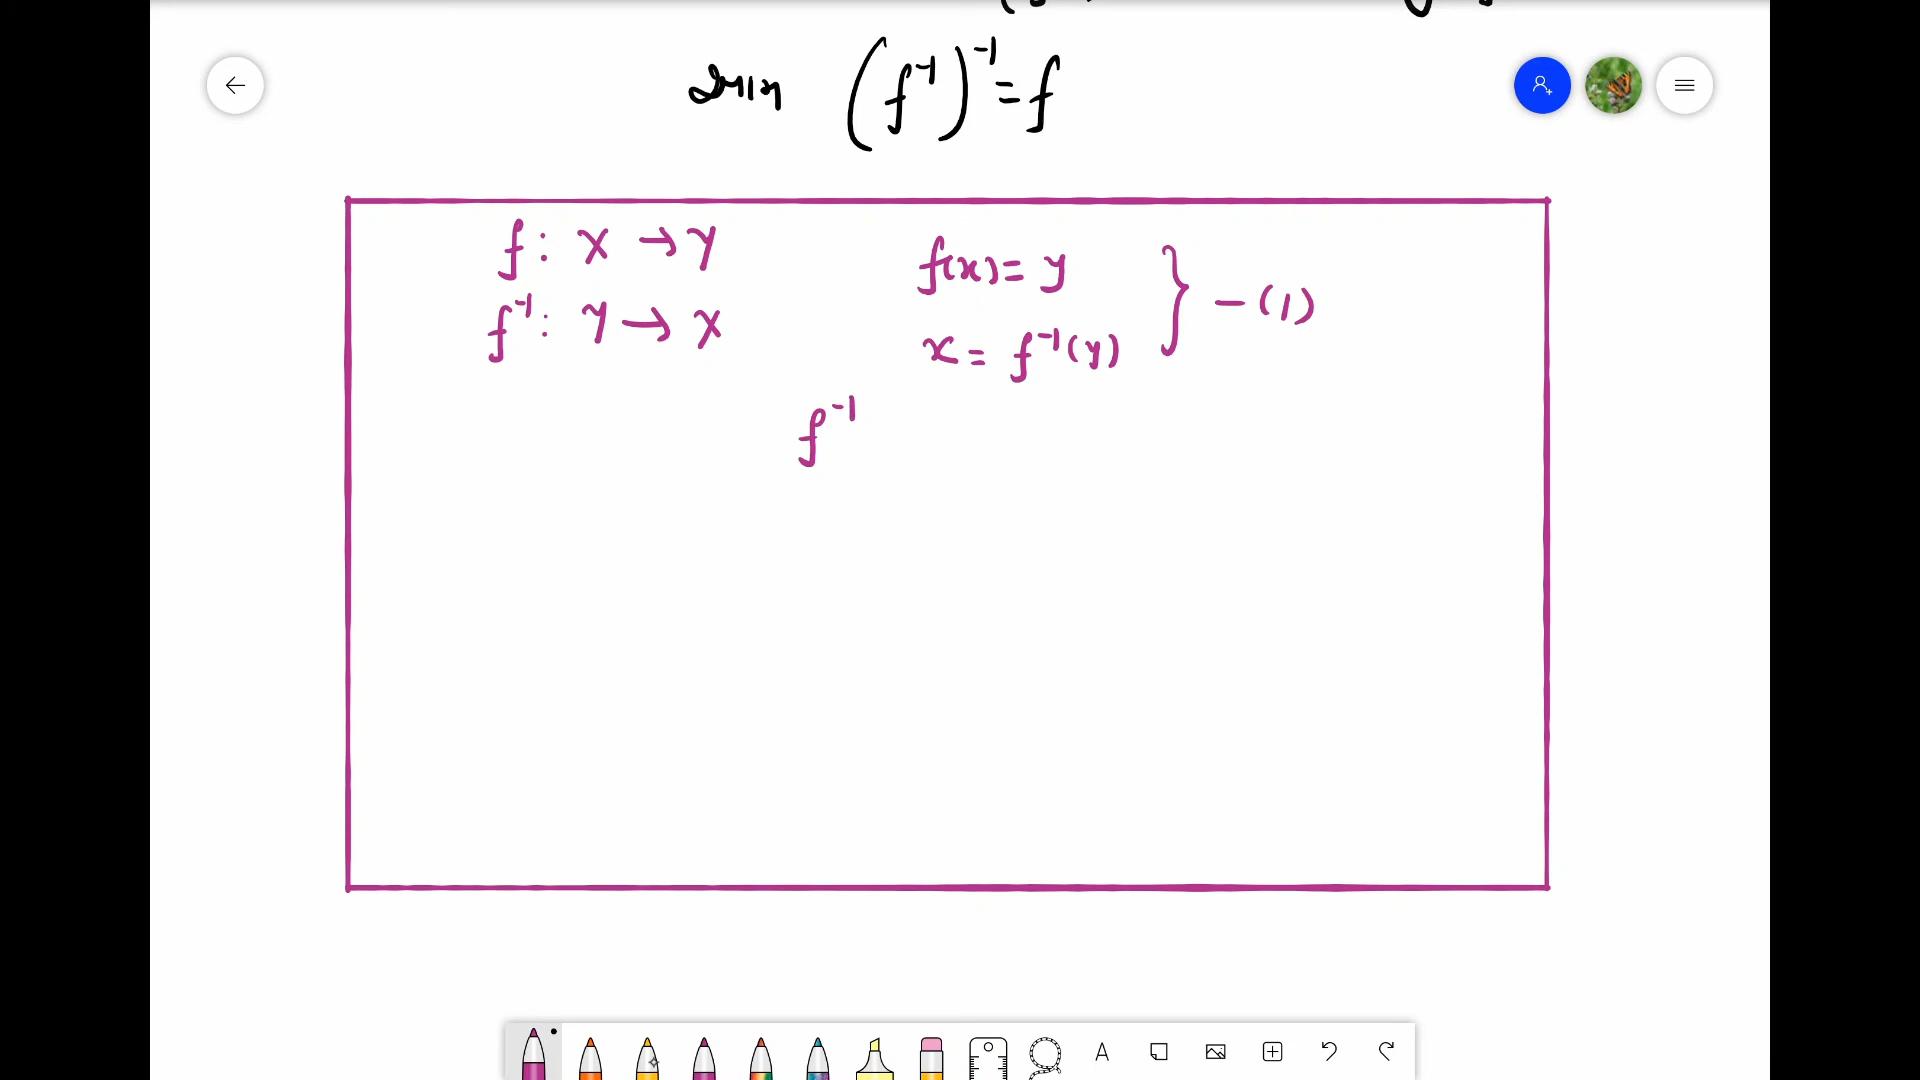 (f⁻¹)⁻¹ = f
f : X → Y
f⁻¹ : Y → X
f(x) = y
x = f⁻¹(y)
} – (1)
f⁻¹
A